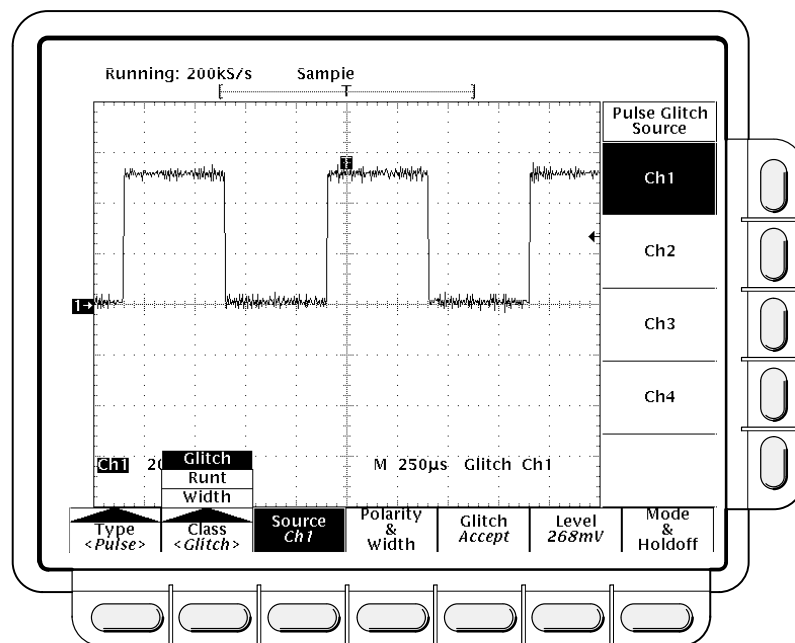 Running: 200kS/s Sample
Pulse Glitch
Source
Ch1
Ch2
Ch3
Ch4
T
1→
Ch1 M 250µs Glitch Ch1
Glitch
Runt
Width
Type
<Pulse>
Class
<Glitch>
Source
Ch1
Polarity
&
Width
Glitch
Accept
Level
268mV
Mode
&
Holdoff